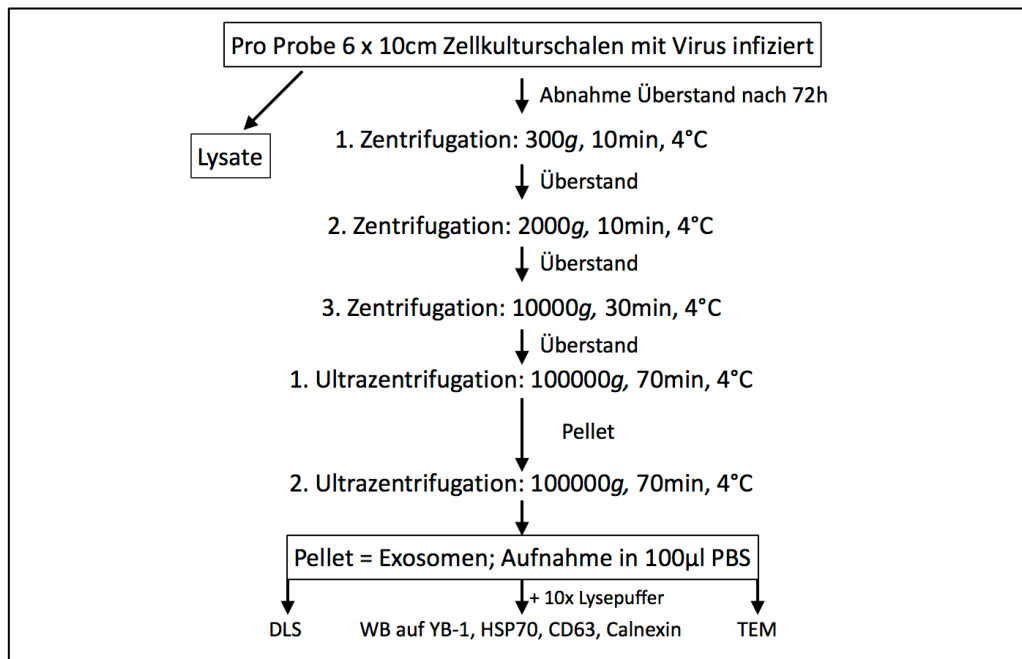 Pro Probe 6 x 10cm Zellkulturschalen mit Virus infiziert
Abnahme Überstand nach 72h
Lysate
1. Zentrifugation: 300g, 10min, 4°C
Überstand
2. Zentrifugation: 2000g, 10min, 4°C
Überstand
3. Zentrifugation: 10000g, 30min, 4°C
Überstand
1. Ultrazentrifugation: 100000g, 70min, 4°C
Pellet
2. Ultrazentrifugation: 100000g, 70min, 4°C
Pellet = Exosomen; Aufnahme in 100µl PBS
+ 10x Lysepuffer
DLS WB auf YB-1, HSP70, CD63, Calnexin TEM